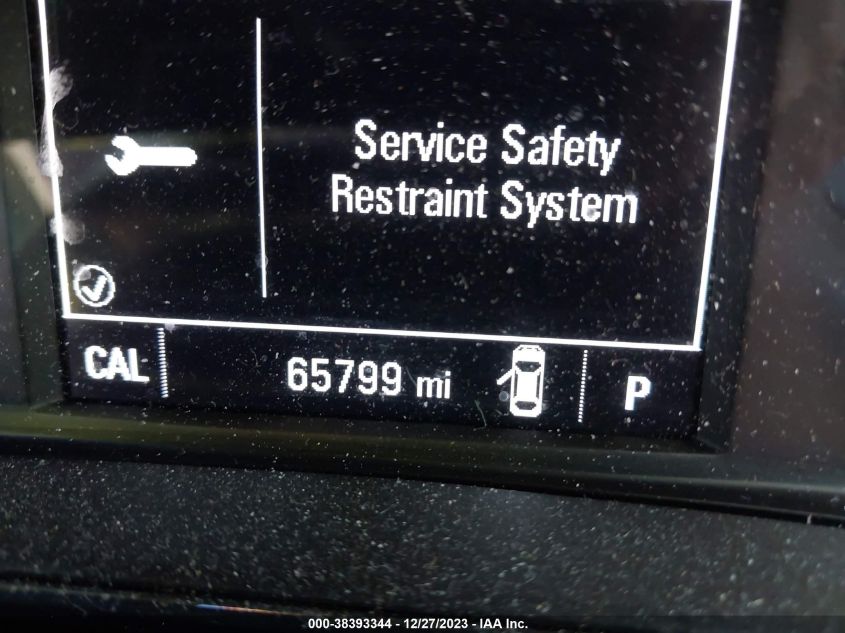 Service Safety
Restraint System
CAL 65799 mi P
000-38393344 - 12/27/2023 - IAA Inc.